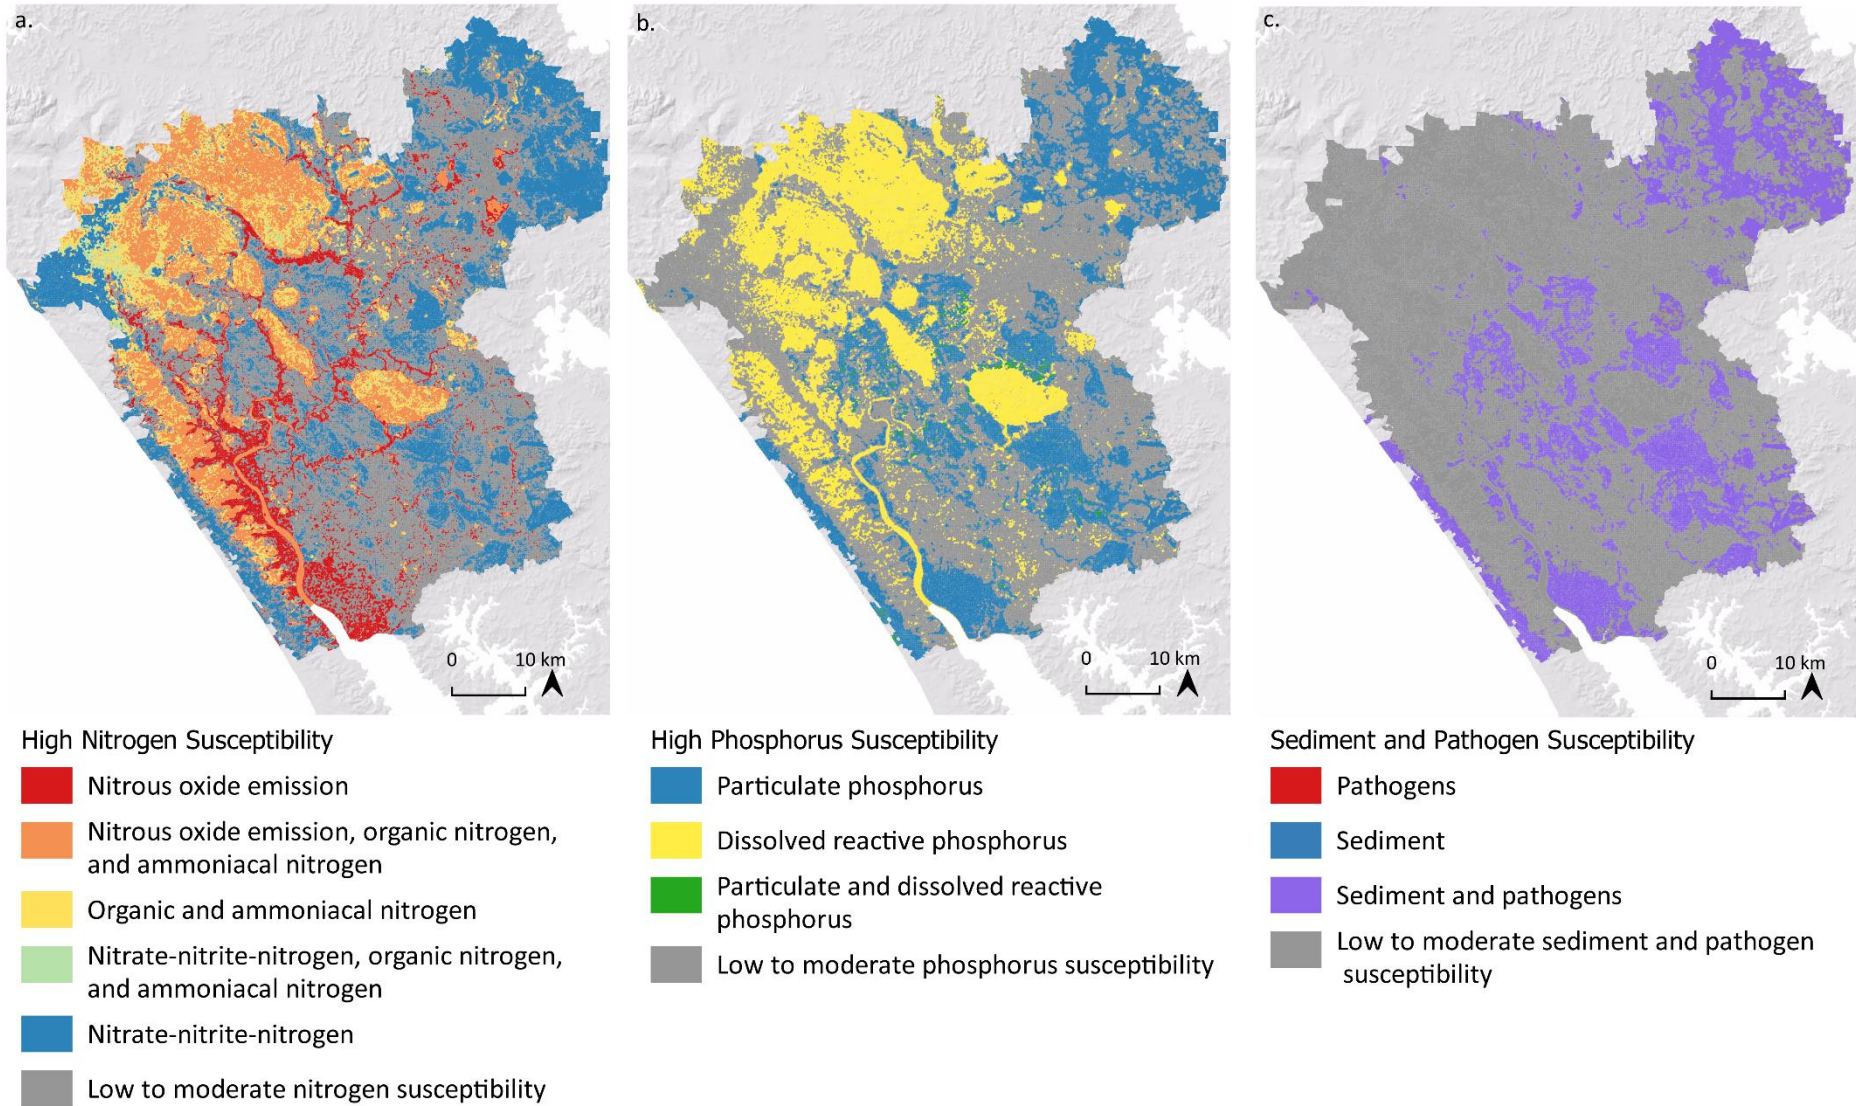 a.
0 10 km
b.
0 10 km
c.
0 10 km
High Nitrogen Susceptibility
Nitrous oxide emission
Nitrous oxide emission, organic nitrogen,
and ammoniacal nitrogen
Organic and ammoniacal nitrogen
Nitrate-nitrite-nitrogen, organic nitrogen,
and ammoniacal nitrogen
Nitrate-nitrite-nitrogen
Low to moderate nitrogen susceptibility
High Phosphorus Susceptibility
Particulate phosphorus
Dissolved reactive phosphorus
Particulate and dissolved reactive
phosphorus
Low to moderate phosphorus susceptibility
Sediment and Pathogen Susceptibility
Pathogens
Sediment
Sediment and pathogens
Low to moderate sediment and pathogen
susceptibility